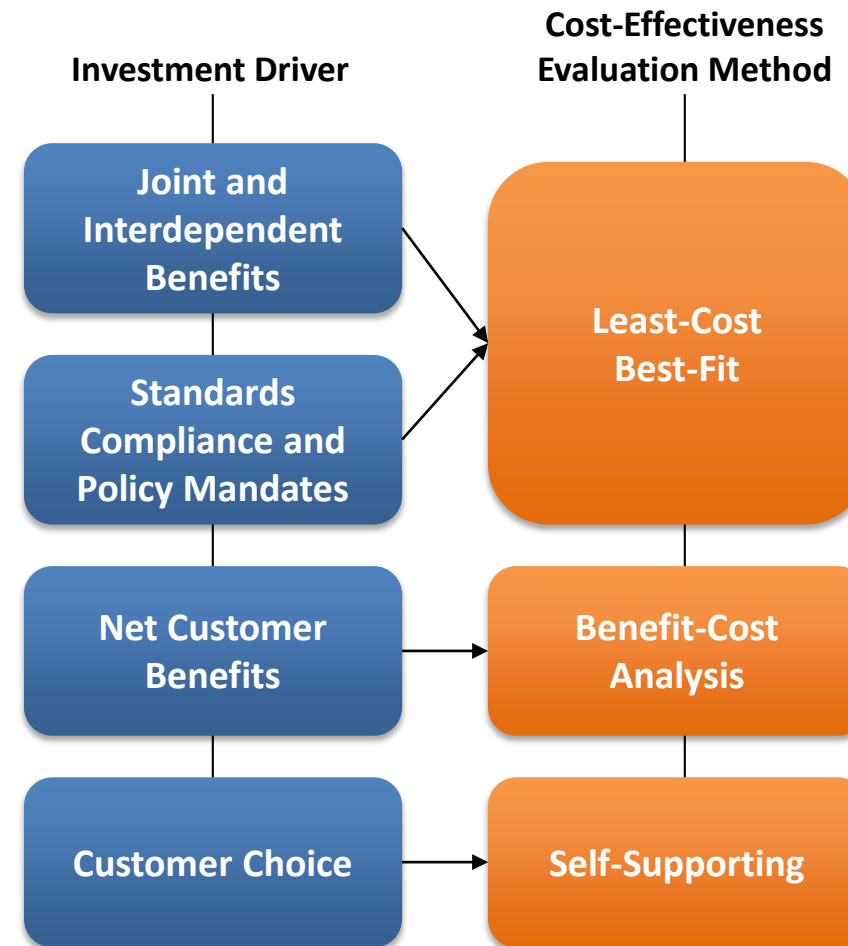 Investment Driver
Cost-Effectiveness
Evaluation Method
Joint and
Interdependent
Benefits
Standards
Compliance and
Policy Mandates
Least-Cost
Best-Fit
Net Customer
Benefits
Benefit-Cost
Analysis
Customer Choice
Self-Supporting